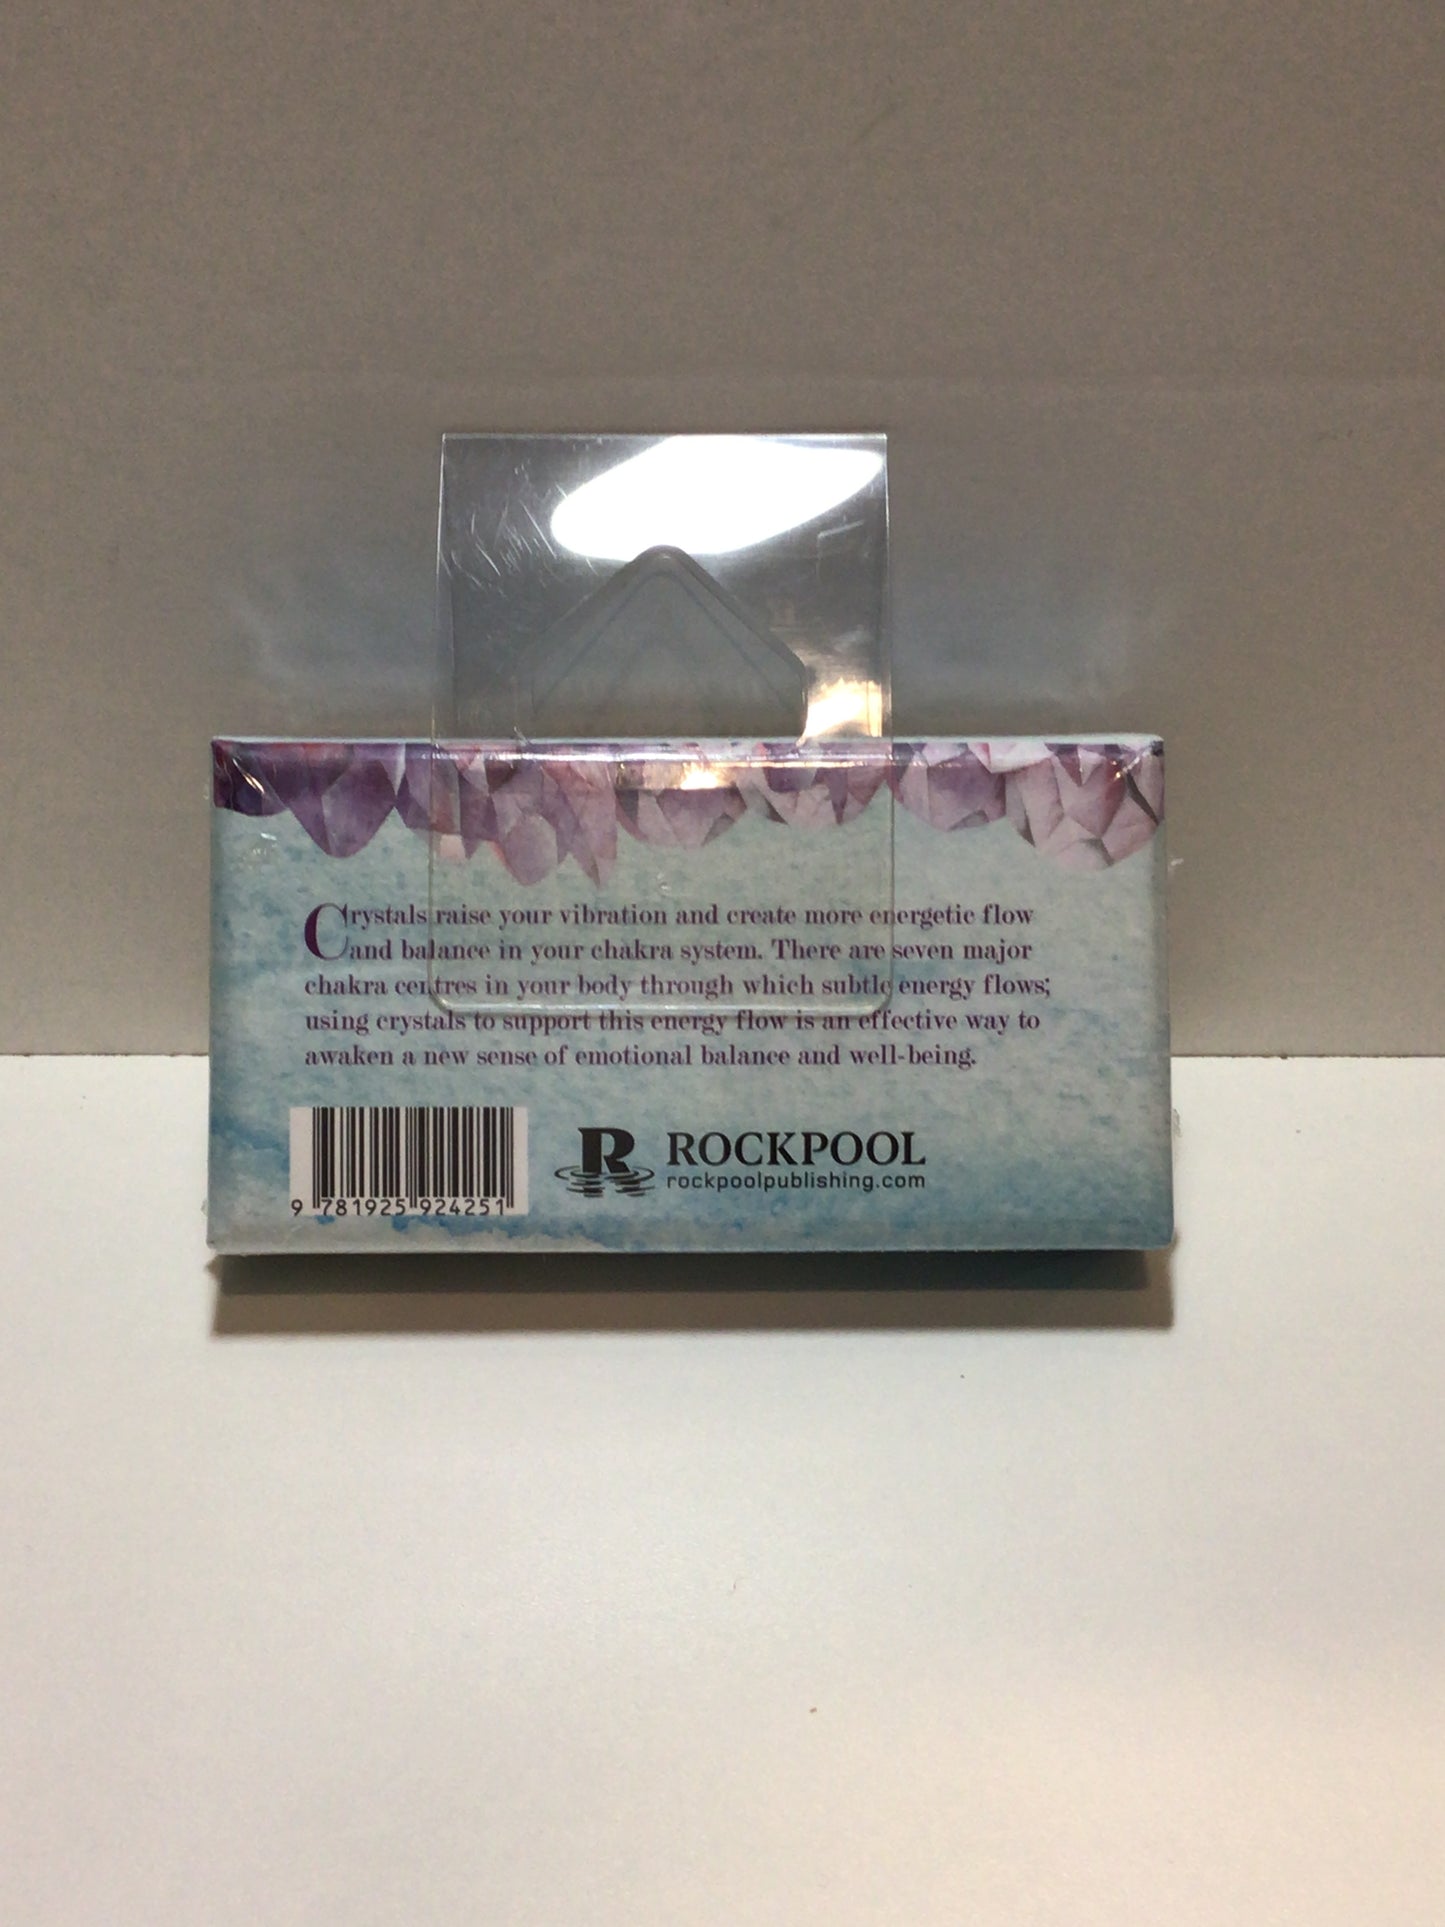 Crystals raise your vibration and create more energetic flow
and balance in your chakra system. There are seven major
chakra centres in your body through which subtle energy flows;
using crystals to support this energy flow is an effective way to
awaken a new sense of emotional balance and well-being.
9 781925 924251
R ROCKPOOL
rockpoolpublishing.com